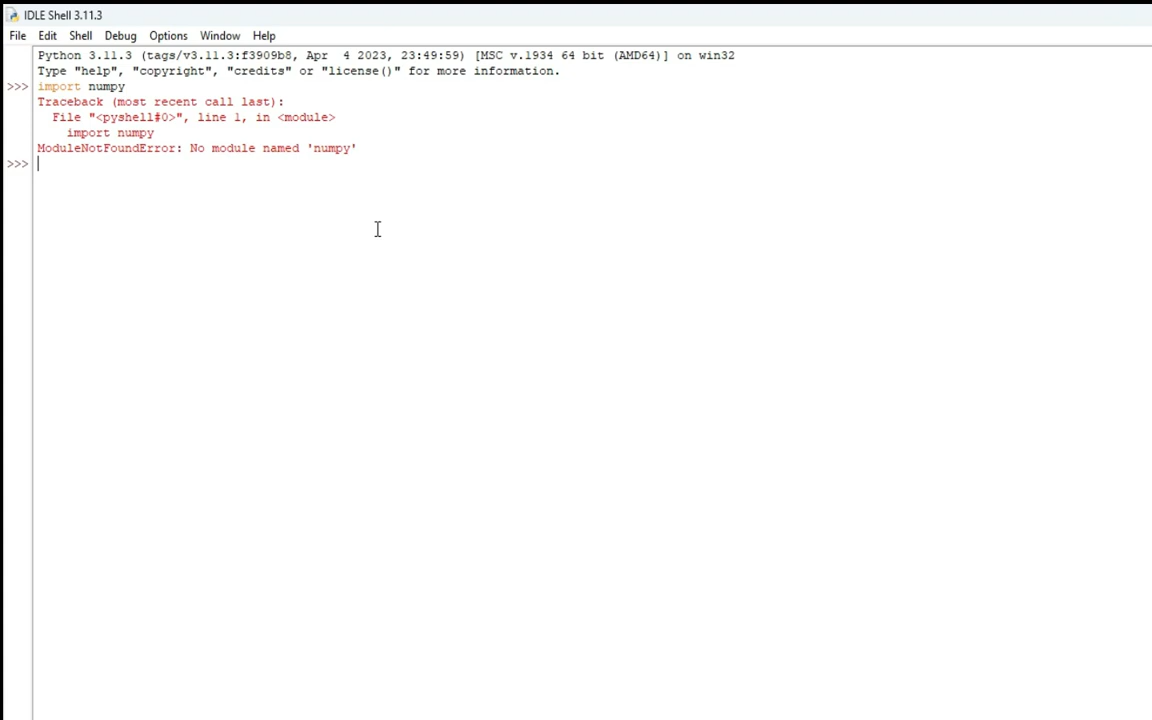 IDLE Shell 3.11.3
File Edit Shell Debug Options Window Help
Python 3.11.3 (tags/v3.11.3:f3909b8, Apr  4 2023, 23:49:59) [MSC v.1934 64 bit (AMD64)] on win32
Type "help", "copyright", "credits" or "license()" for more information.
>>> import numpy
Traceback (most recent call last):
  File "<pyshell#0>", line 1, in <module>
    import numpy
ModuleNotFoundError: No module named 'numpy'
>>>